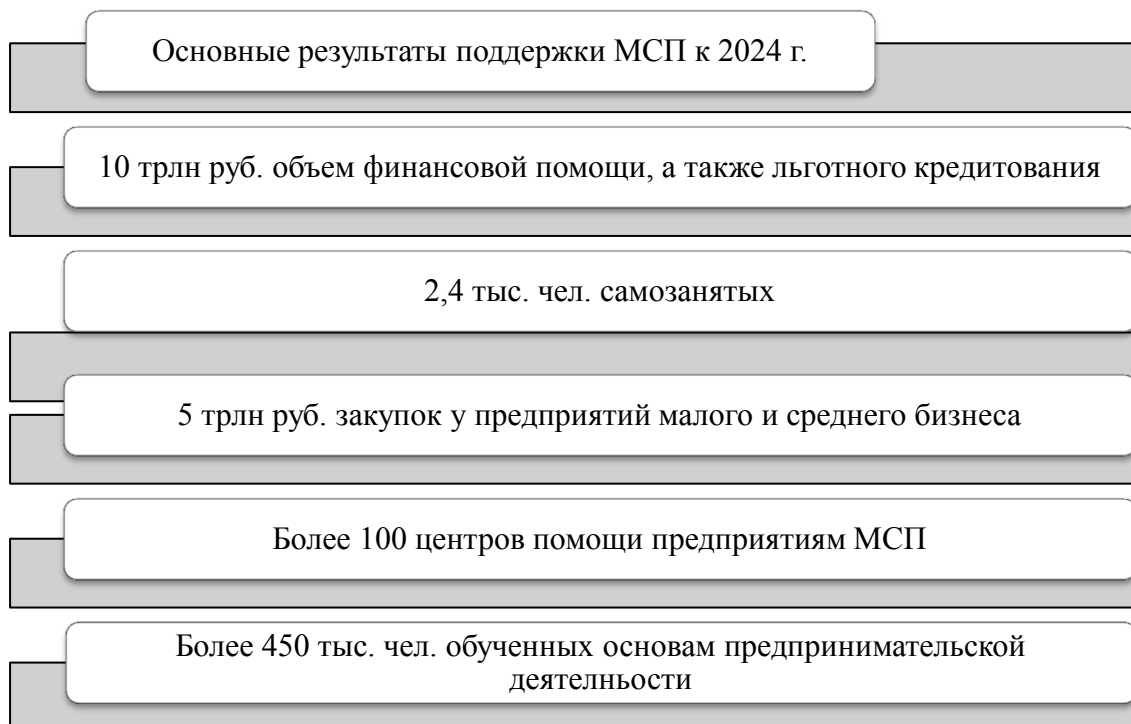 Основные результаты поддержки МСП к 2024 г.
10 трлн руб. объем финансовой помощи, а также льготного кредитования
2,4 тыс. чел. самозанятых
5 трлн руб. закупок у предприятий малого и среднего бизнеса
Более 100 центров помощи предприятиям МСП
Более 450 тыс. чел. обученных основам предпринимательской
деятелньости